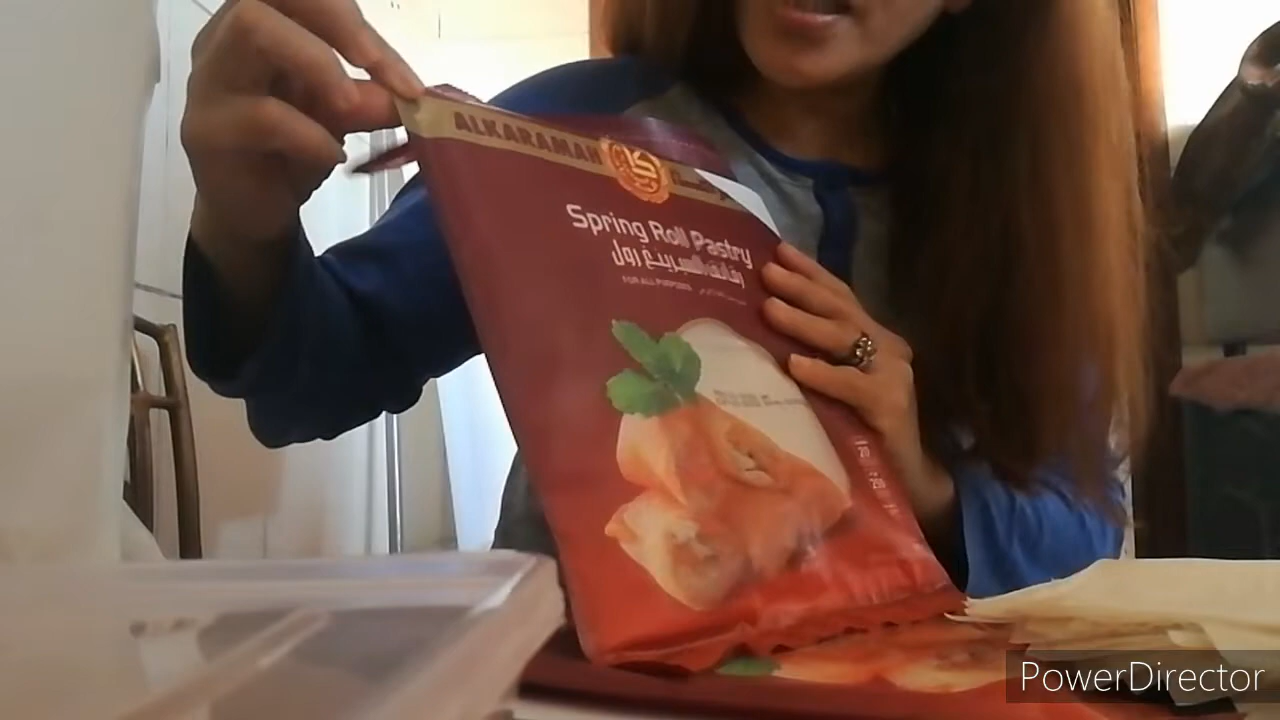 ALKARAMAH
Spring Roll Pastry
رقائق السبرينغ رول
FOR ALL PURPOSES
PowerDirector